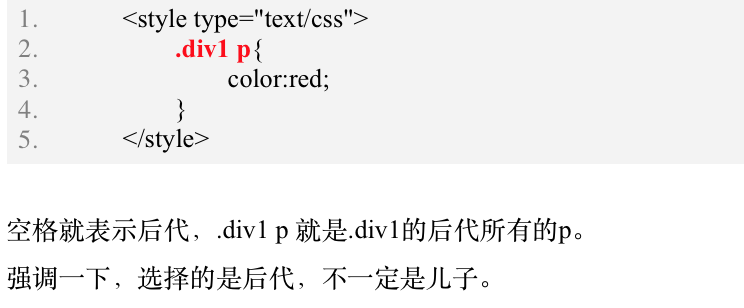 1. <style type="text/css">
2. .div1 p{
3. color:red;
4. }
5. </style>
空格就表示后代，.div1 p 就是.div1的后代所有的p。
强调一下，选择的是后代，不一定是儿子。